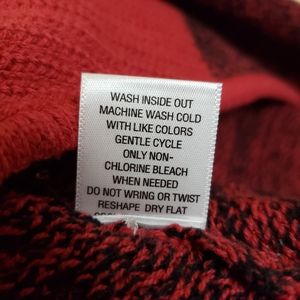 WASH INSIDE OUT
MACHINE WASH COLD
WITH LIKE COLORS
GENTLE CYCLE
ONLY NON-
CHLORINE BLEACH
WHEN NEEDED
DO NOT WRING OR TWIST
RESHAPE DRY FLAT